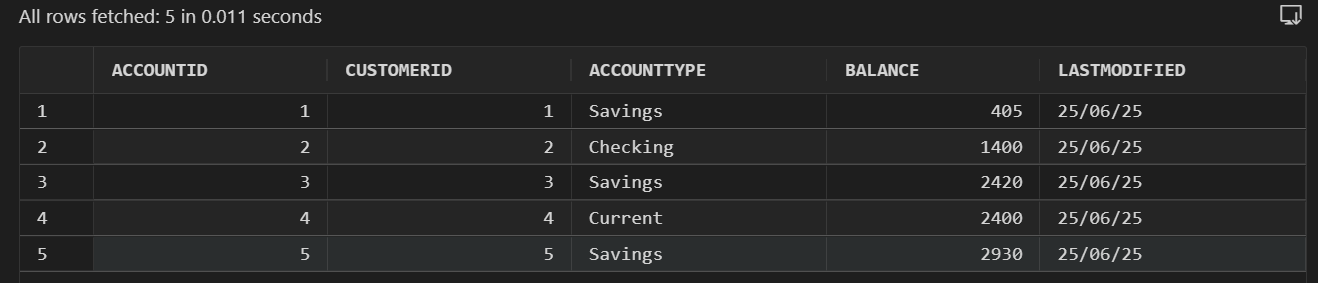 All rows fetched: 5 in 0.011 seconds
ACCOUNTID CUSTOMERID ACCOUNTTYPE BALANCE LASTMODIFIED
1 1 1 Savings 405 25/06/25
2 2 2 Checking 1400 25/06/25
3 3 3 Savings 2420 25/06/25
4 4 4 Current 2400 25/06/25
5 5 5 Savings 2930 25/06/25